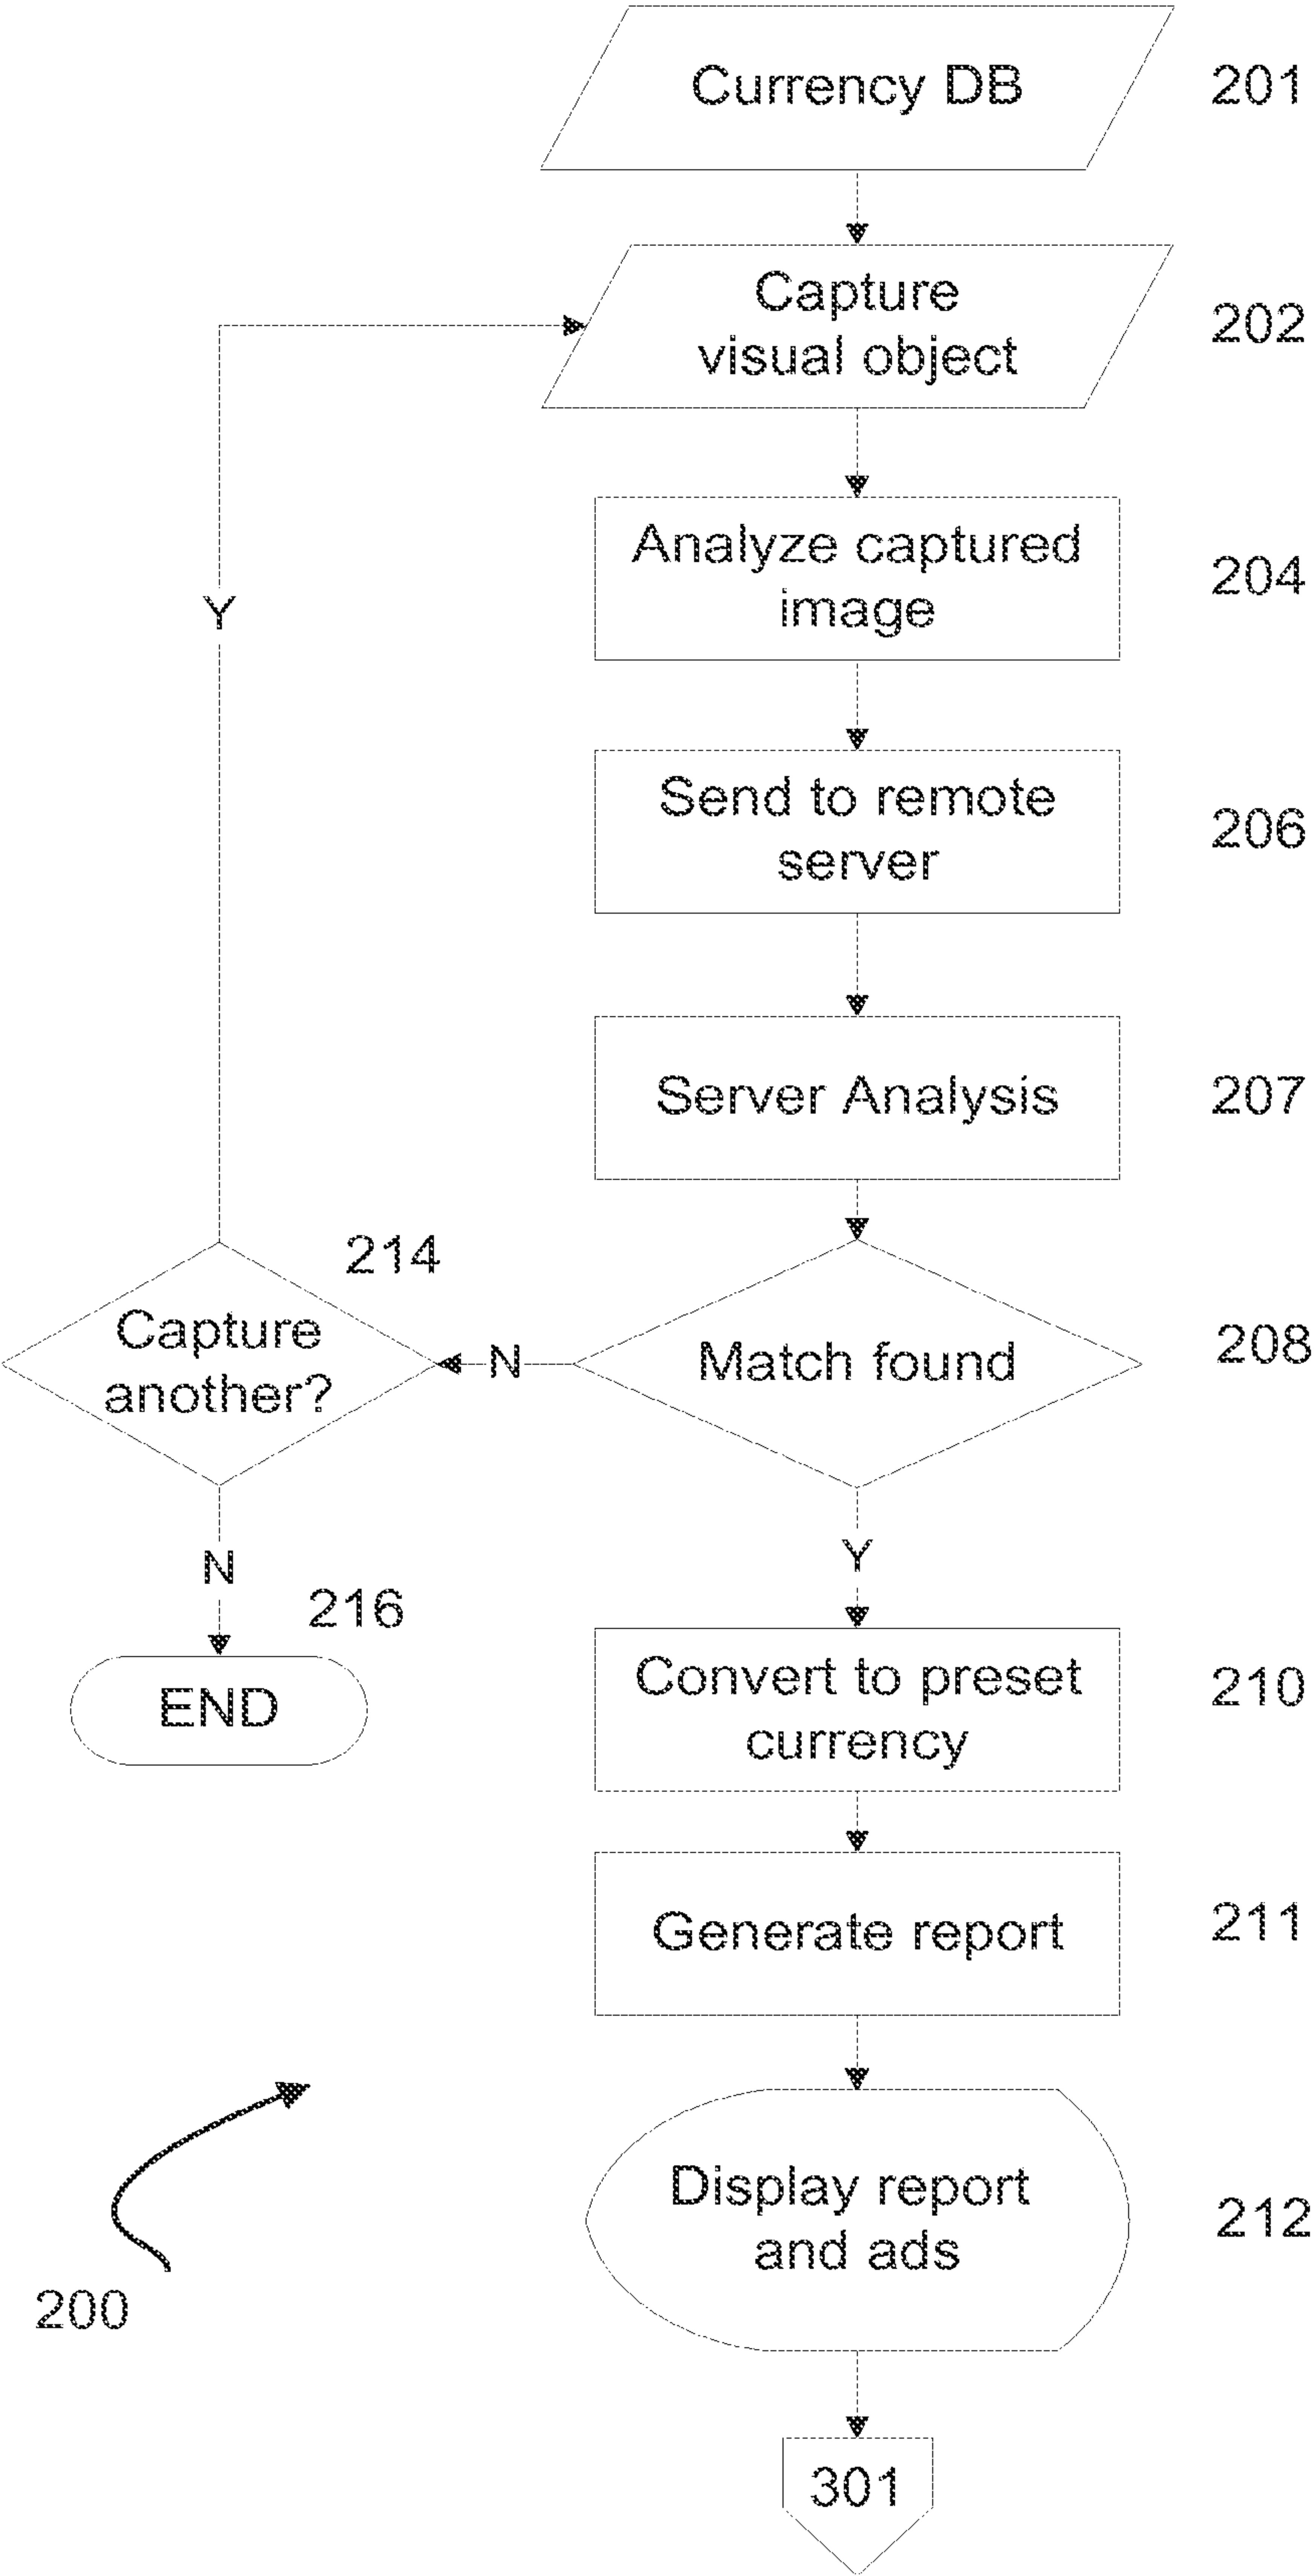 Currency DB
201
Capture
visual object
202
Analyze captured
image
204
Y
Send to remote
server
206
Server Analysis
207
214
Capture
another?
N
Match found
208
N
216
END
Y
Convert to preset
currency
210
Generate report
211
200
Display report
and ads
212
301